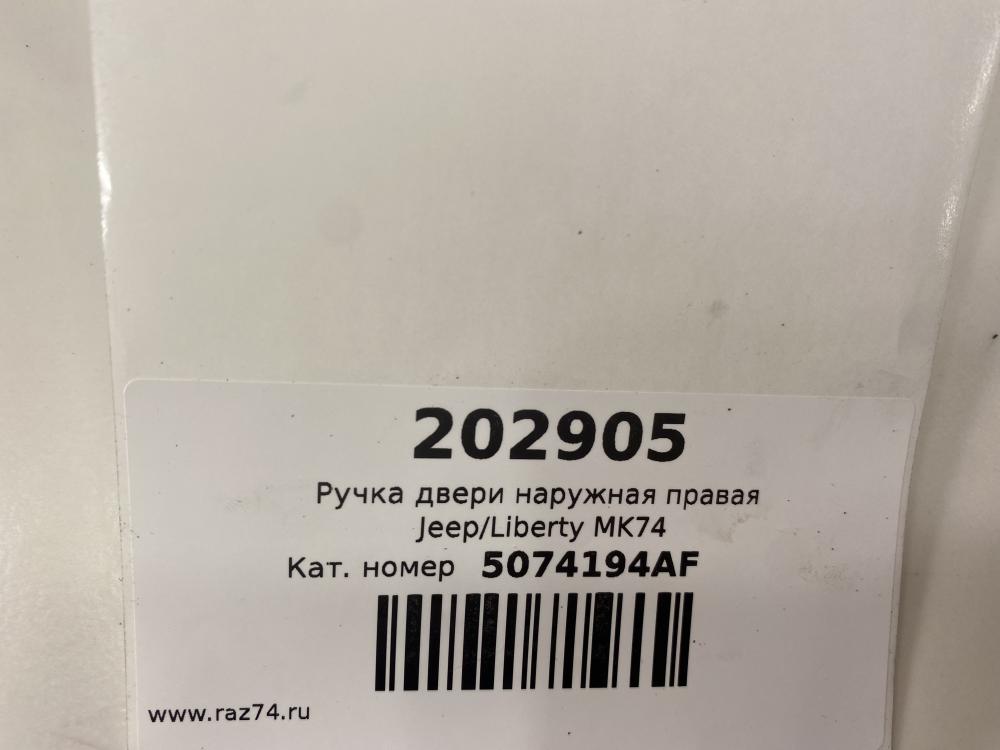 202905
Ручка двери наружная правая
Jeep/Liberty MK74
Кат. номер 5074194AF
www.raz74.ru